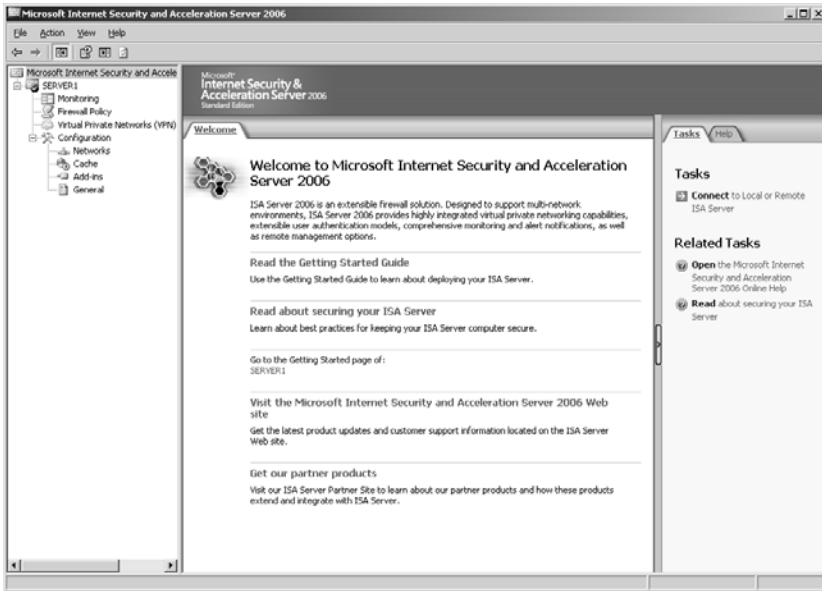 Microsoft Internet Security and Acceleration Server 2006
File Action View Help
Microsoft Internet Security and Accele
SERVER1
Monitoring
Firewall Policy
Virtual Private Networks (VPN)
Configuration
Networks
Cache
Add-ins
General
Microsoft®
Internet Security &
Acceleration Server 2006
Standard Edition
Welcome
Welcome to Microsoft Internet Security and Acceleration
Server 2006
ISA Server 2006 is an extensible firewall solution. Designed to support multi-network
environments, ISA Server 2006 provides highly integrated virtual private networking capabilities,
extensible user authentication models, comprehensive monitoring and alert notifications, as well
as remote management options.
Read the Getting Started Guide
Use the Getting Started Guide to learn about deploying your ISA Server.
Read about securing your ISA Server
Learn about best practices for keeping your ISA Server computer secure.
Go to the Getting Started page of:
SERVER1
Visit the Microsoft Internet Security and Acceleration Server 2006 Web
site
Get the latest product updates and customer support information located on the ISA Server
Web site.
Get our partner products
Visit our ISA Server Partner Site to learn about our partner products and how these products
extend and integrate with ISA Server.
Tasks Help
Tasks
Connect to Local or Remote
ISA Server
Related Tasks
Open the Microsoft Internet
Security and Acceleration
Server 2006 Online Help
Read about securing your ISA
Server